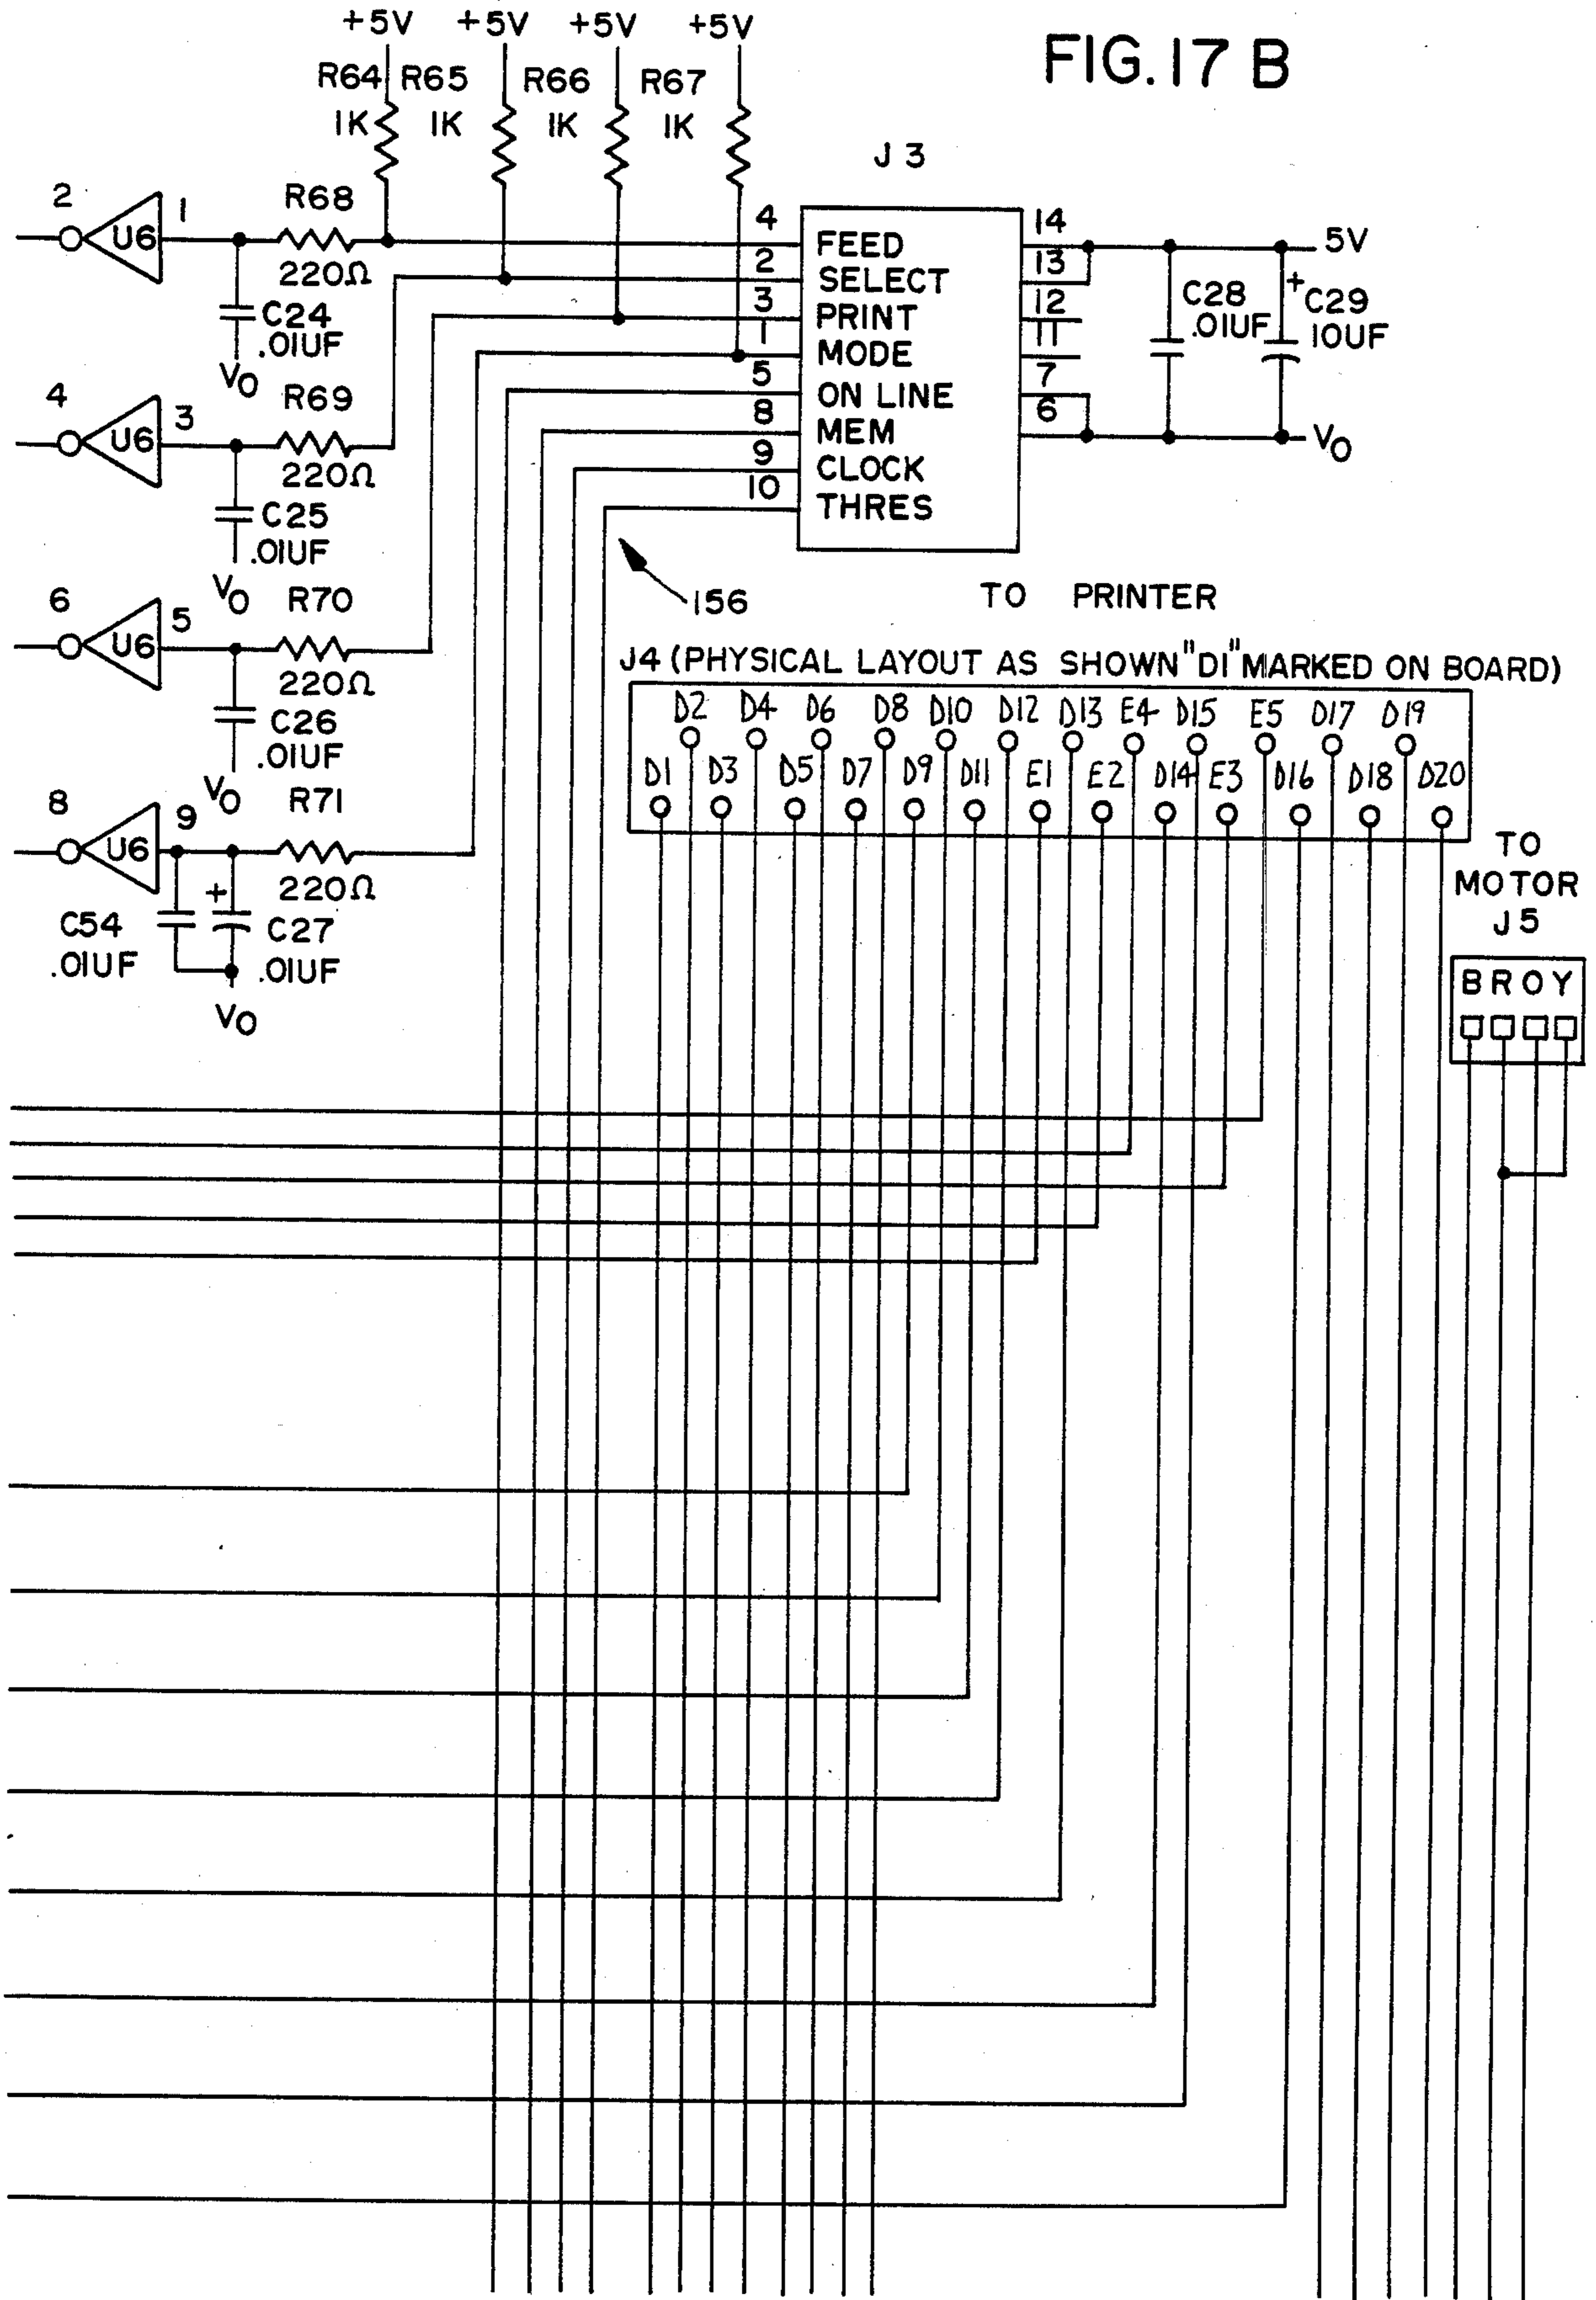 +5V +5V +5V +5V
FIG. 17 B
R64 R65 R66 R67
1K 1K 1K 1K
J 3
2 1 R68
U6
220Ω
C24
.01UF
V0
4 FEED 14
2 SELECT 13
3 PRINT 12
1 MODE 11
5 ON LINE 7
8 MEM 6
9 CLOCK
10 THRES
5V
C28
.01UF
+ C29
10UF
V0
4 3 R69
U6
220Ω
C25
.01UF
V0
156
TO PRINTER
6 5 R70
U6
220Ω
C26
.01UF
V0
J4 (PHYSICAL LAYOUT AS SHOWN "D1" MARKED ON BOARD)
D2 D4 D6 D8 D10 D12 D13 E4 D15 E5 D17 D19
D1 D3 D5 D7 D9 D11 E1 E2 D14 E3 D16 D18 D20
8 9 R71
U6
220Ω
C54
.01UF
+
C27
.01UF
V0
TO
MOTOR
J 5
B R O Y